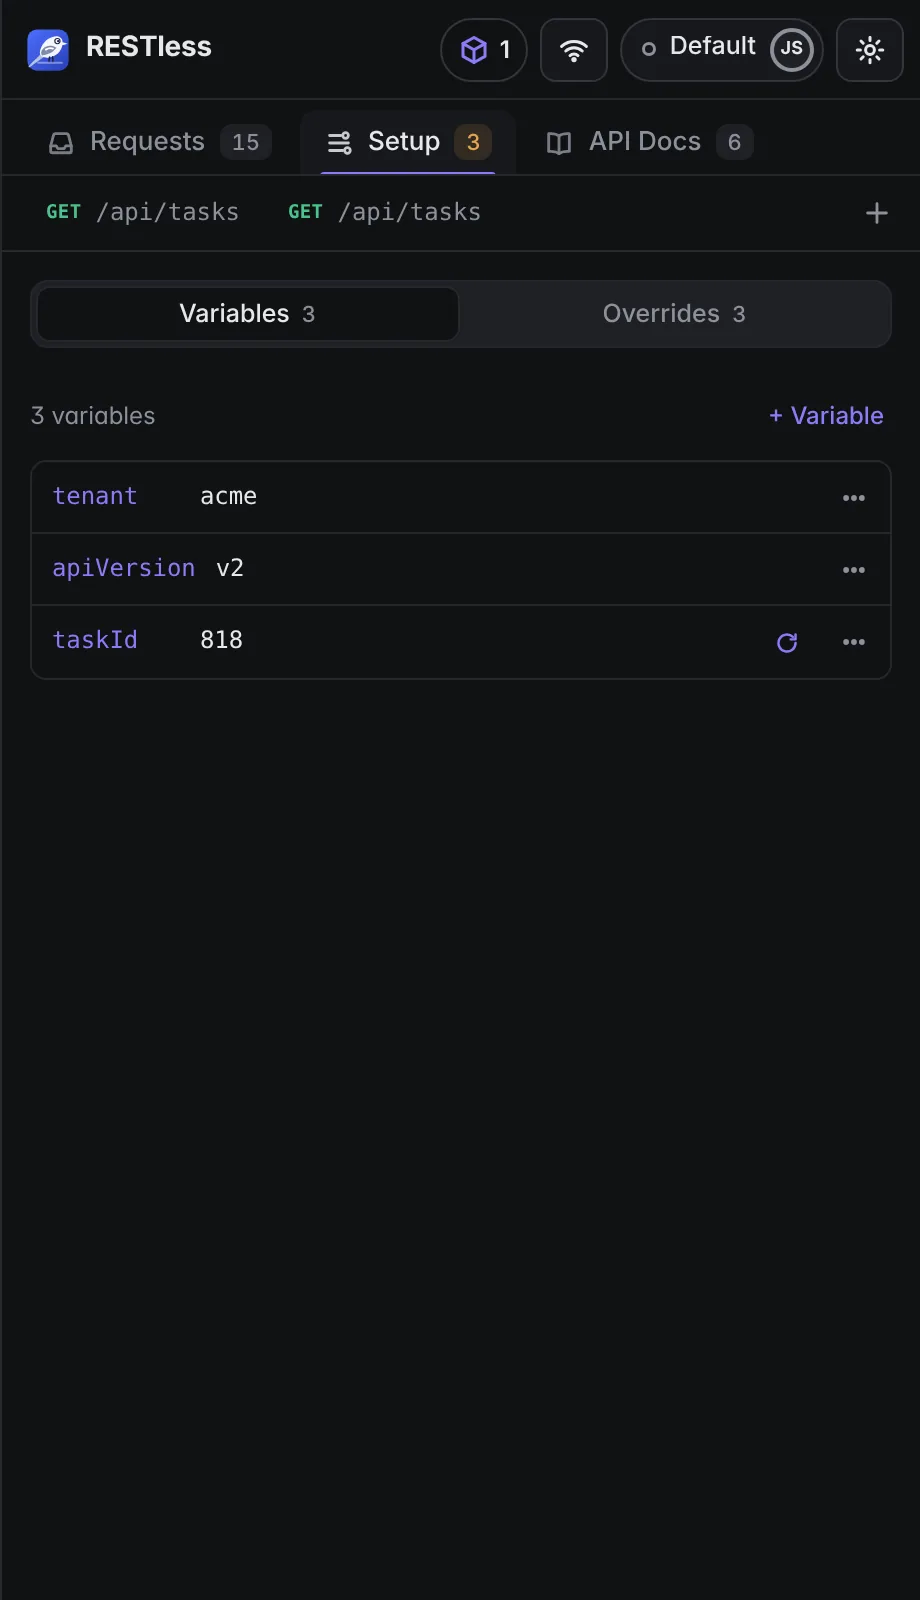 RESTless
1
Default
JS
Requests 15
Setup 3
API Docs 6
GET /api/tasks
GET /api/tasks
+
Variables 3
Overrides 3
3 variables
+ Variable
tenant acme
apiVersion v2
taskId 818